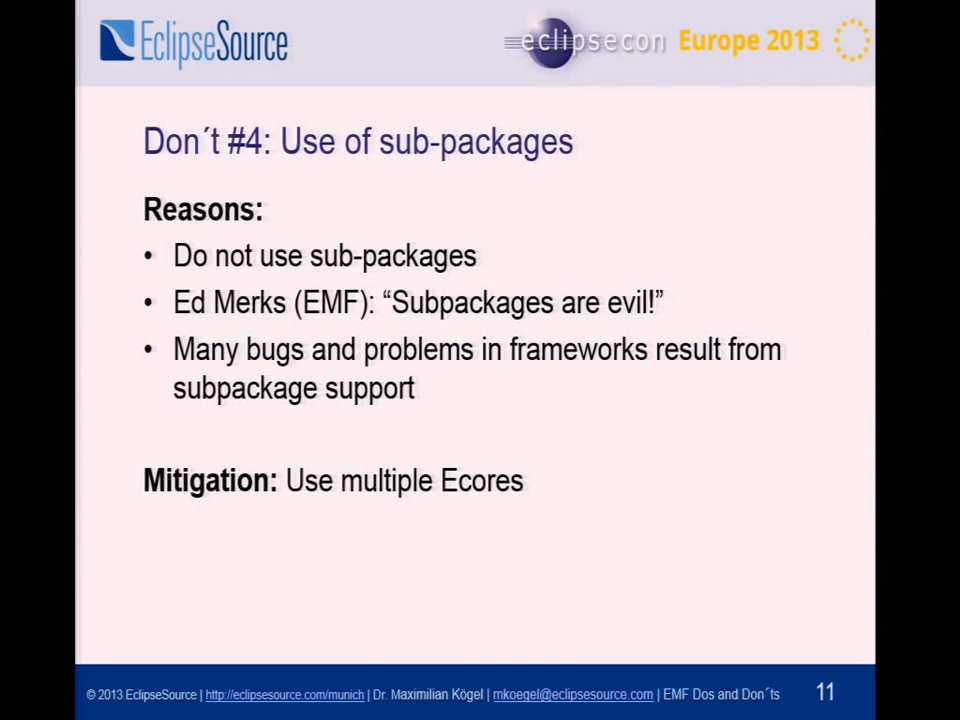 EclipseSource
eclipsecon Europe 2013
Don´t #4: Use of sub-packages
Reasons:
• Do not use sub-packages
• Ed Merks (EMF): “Subpackages are evil!”
• Many bugs and problems in frameworks result from
subpackage support
Mitigation: Use multiple Ecores
© 2013 EclipseSource | http://eclipsesource.com/munich | Dr. Maximilian Kögel | mkoegel@eclipsesource.com | EMF Dos and Don´ts 11